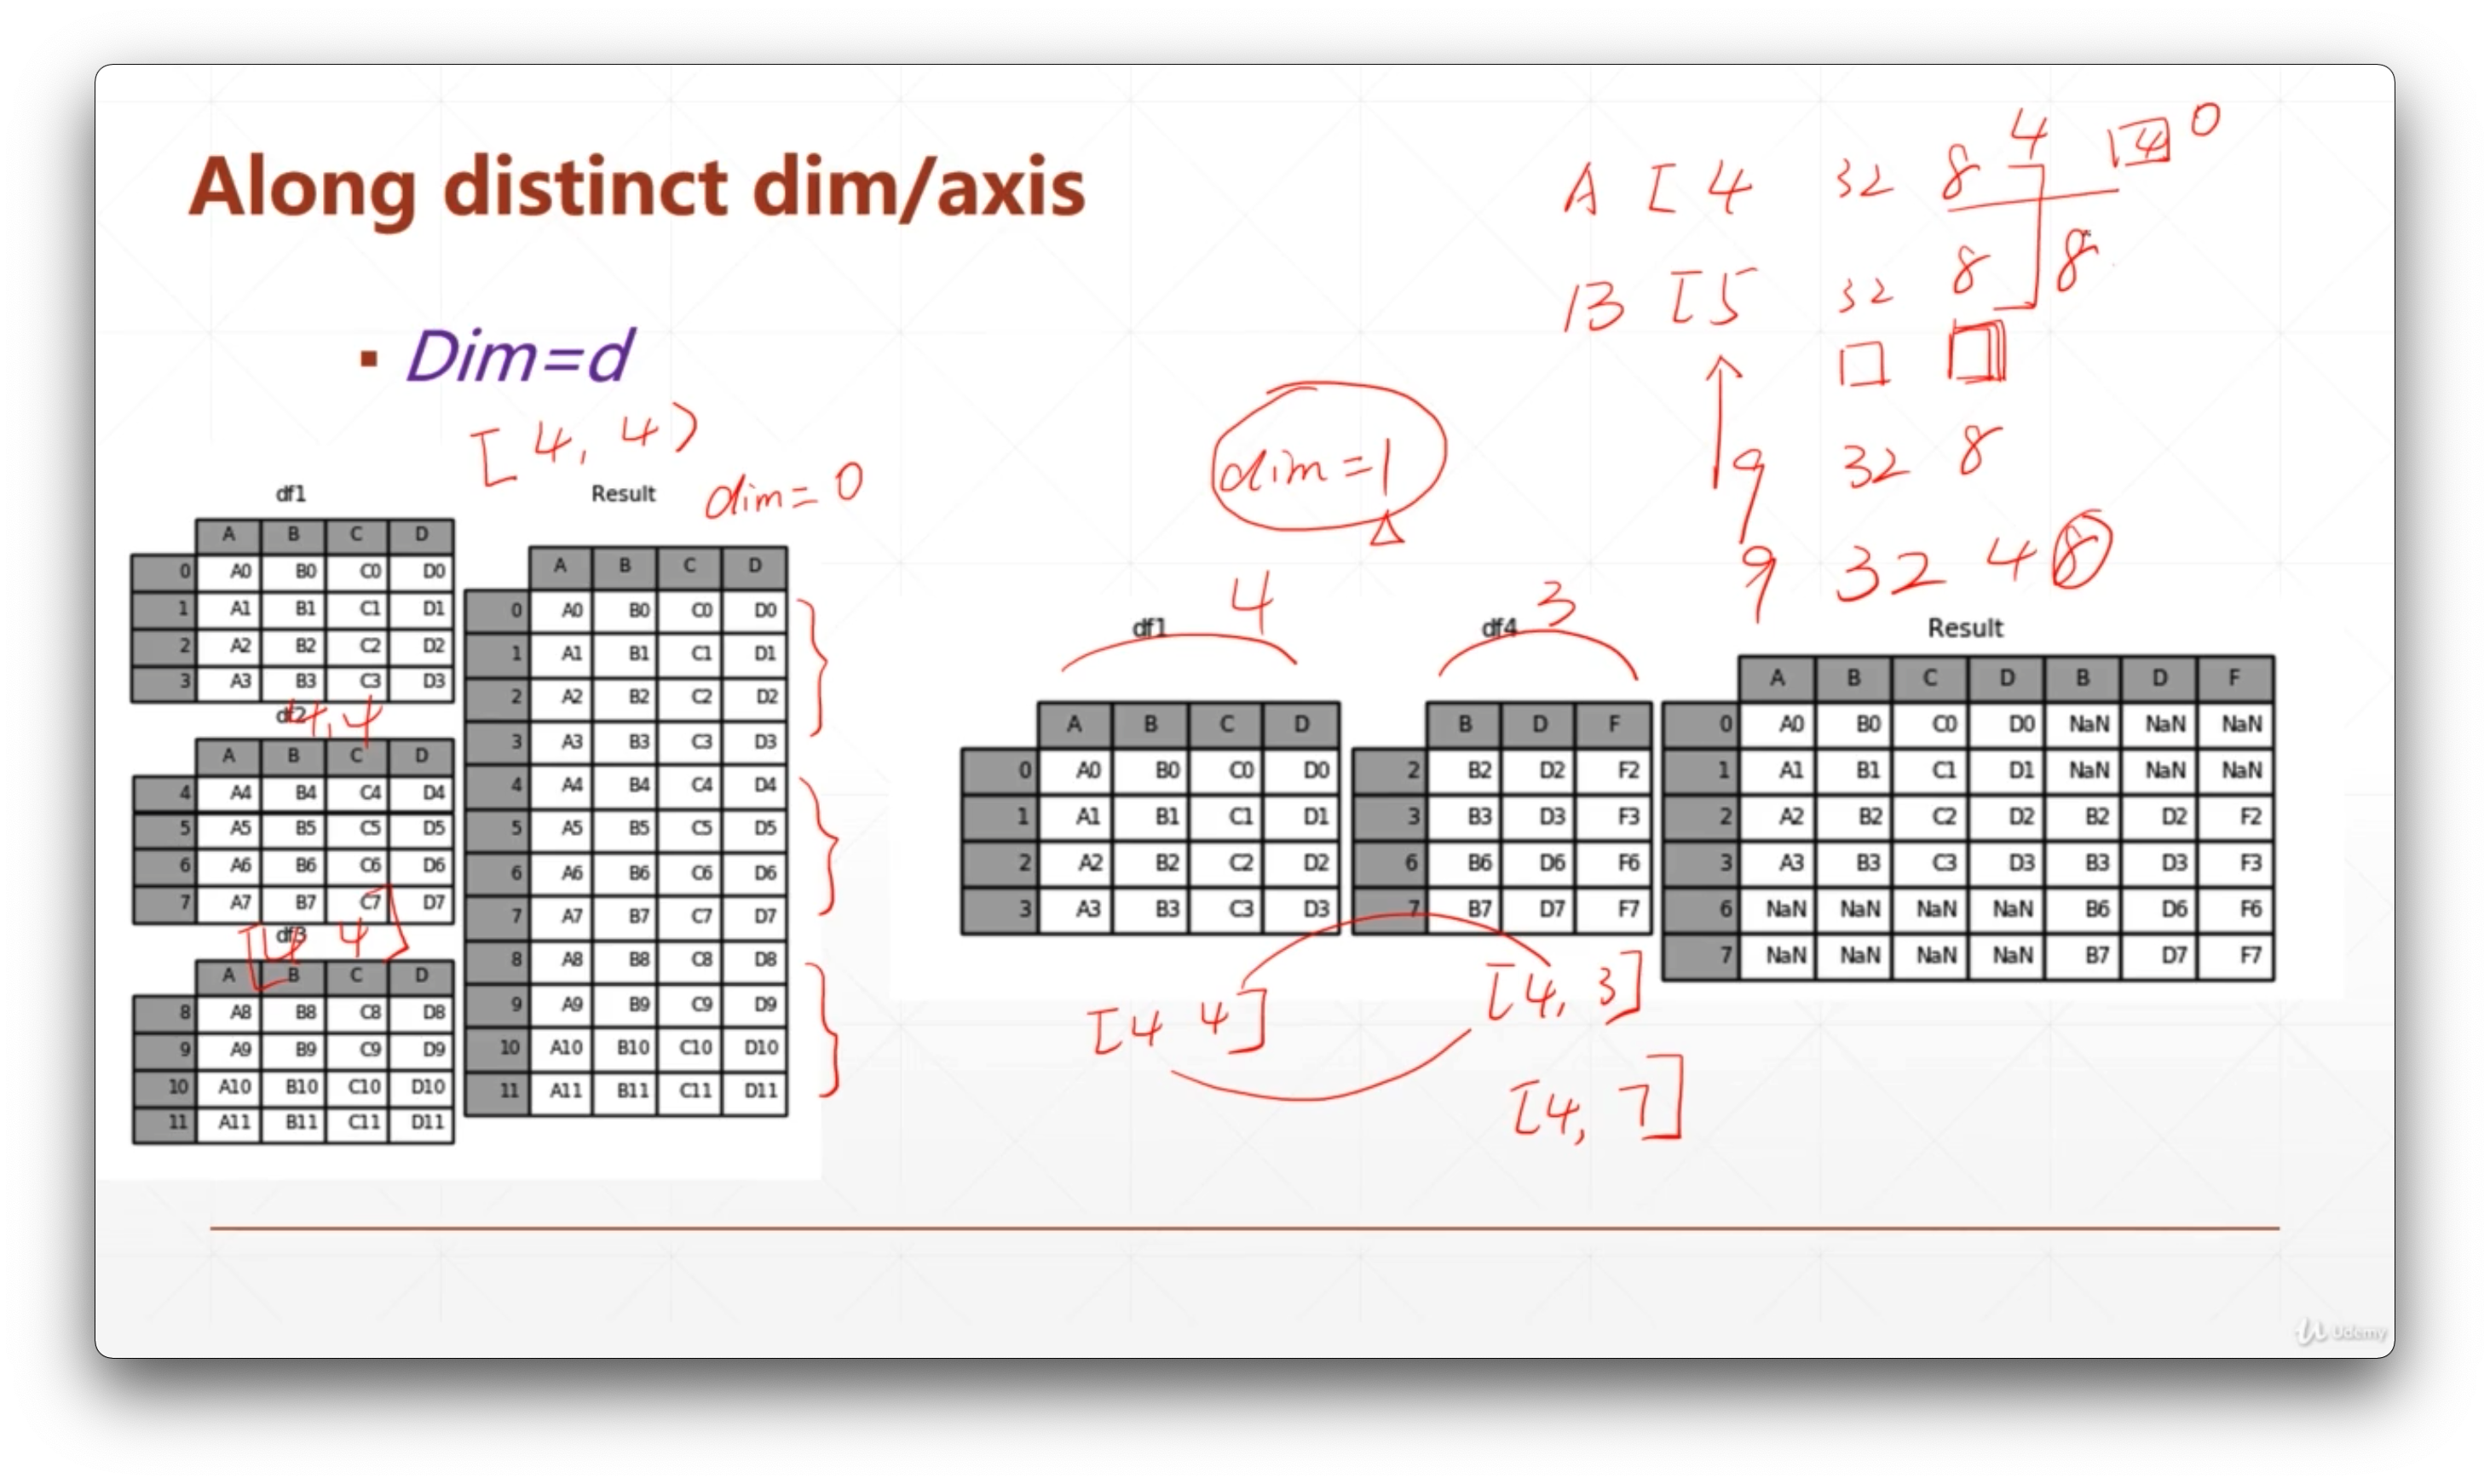 Along distinct dim/axis
▪ Dim=d
[4, 4)
dim=0
df1
A B C D
0 A0 B0 C0 D0
1 A1 B1 C1 D1
2 A2 B2 C2 D2
3 A3 B3 C3 D3
df2
4,4
A B C D
4 A4 B4 C4 D4
5 A5 B5 C5 D5
6 A6 B6 C6 D6
7 A7 B7 C7 D7
df3
[4 4]
A B C D
8 A8 B8 C8 D8
9 A9 B9 C9 D9
10 A10 B10 C10 D10
11 A11 B11 C11 D11
Result
A B C D
0 A0 B0 C0 D0
1 A1 B1 C1 D1
2 A2 B2 C2 D2
3 A3 B3 C3 D3
4 A4 B4 C4 D4
5 A5 B5 C5 D5
6 A6 B6 C6 D6
7 A7 B7 C7 D7
8 A8 B8 C8 D8
9 A9 B9 C9 D9
10 A10 B10 C10 D10
11 A11 B11 C11 D11
A [4 32 8 4 4 0
B [5 32 8] 8
9 32 8
9 32 48
dim=1
4
3
df1
A B C D
0 A0 B0 C0 D0
1 A1 B1 C1 D1
2 A2 B2 C2 D2
3 A3 B3 C3 D3
df4
B D F
2 B2 D2 F2
3 B3 D3 F3
6 B6 D6 F6
7 B7 D7 F7
Result
A B C D B D F
0 A0 B0 C0 D0 NaN NaN NaN
1 A1 B1 C1 D1 NaN NaN NaN
2 A2 B2 C2 D2 B2 D2 F2
3 A3 B3 C3 D3 B3 D3 F3
6 NaN NaN NaN NaN B6 D6 F6
7 NaN NaN NaN NaN B7 D7 F7
[4 4]
[4, 3]
[4, 7]
Udemy